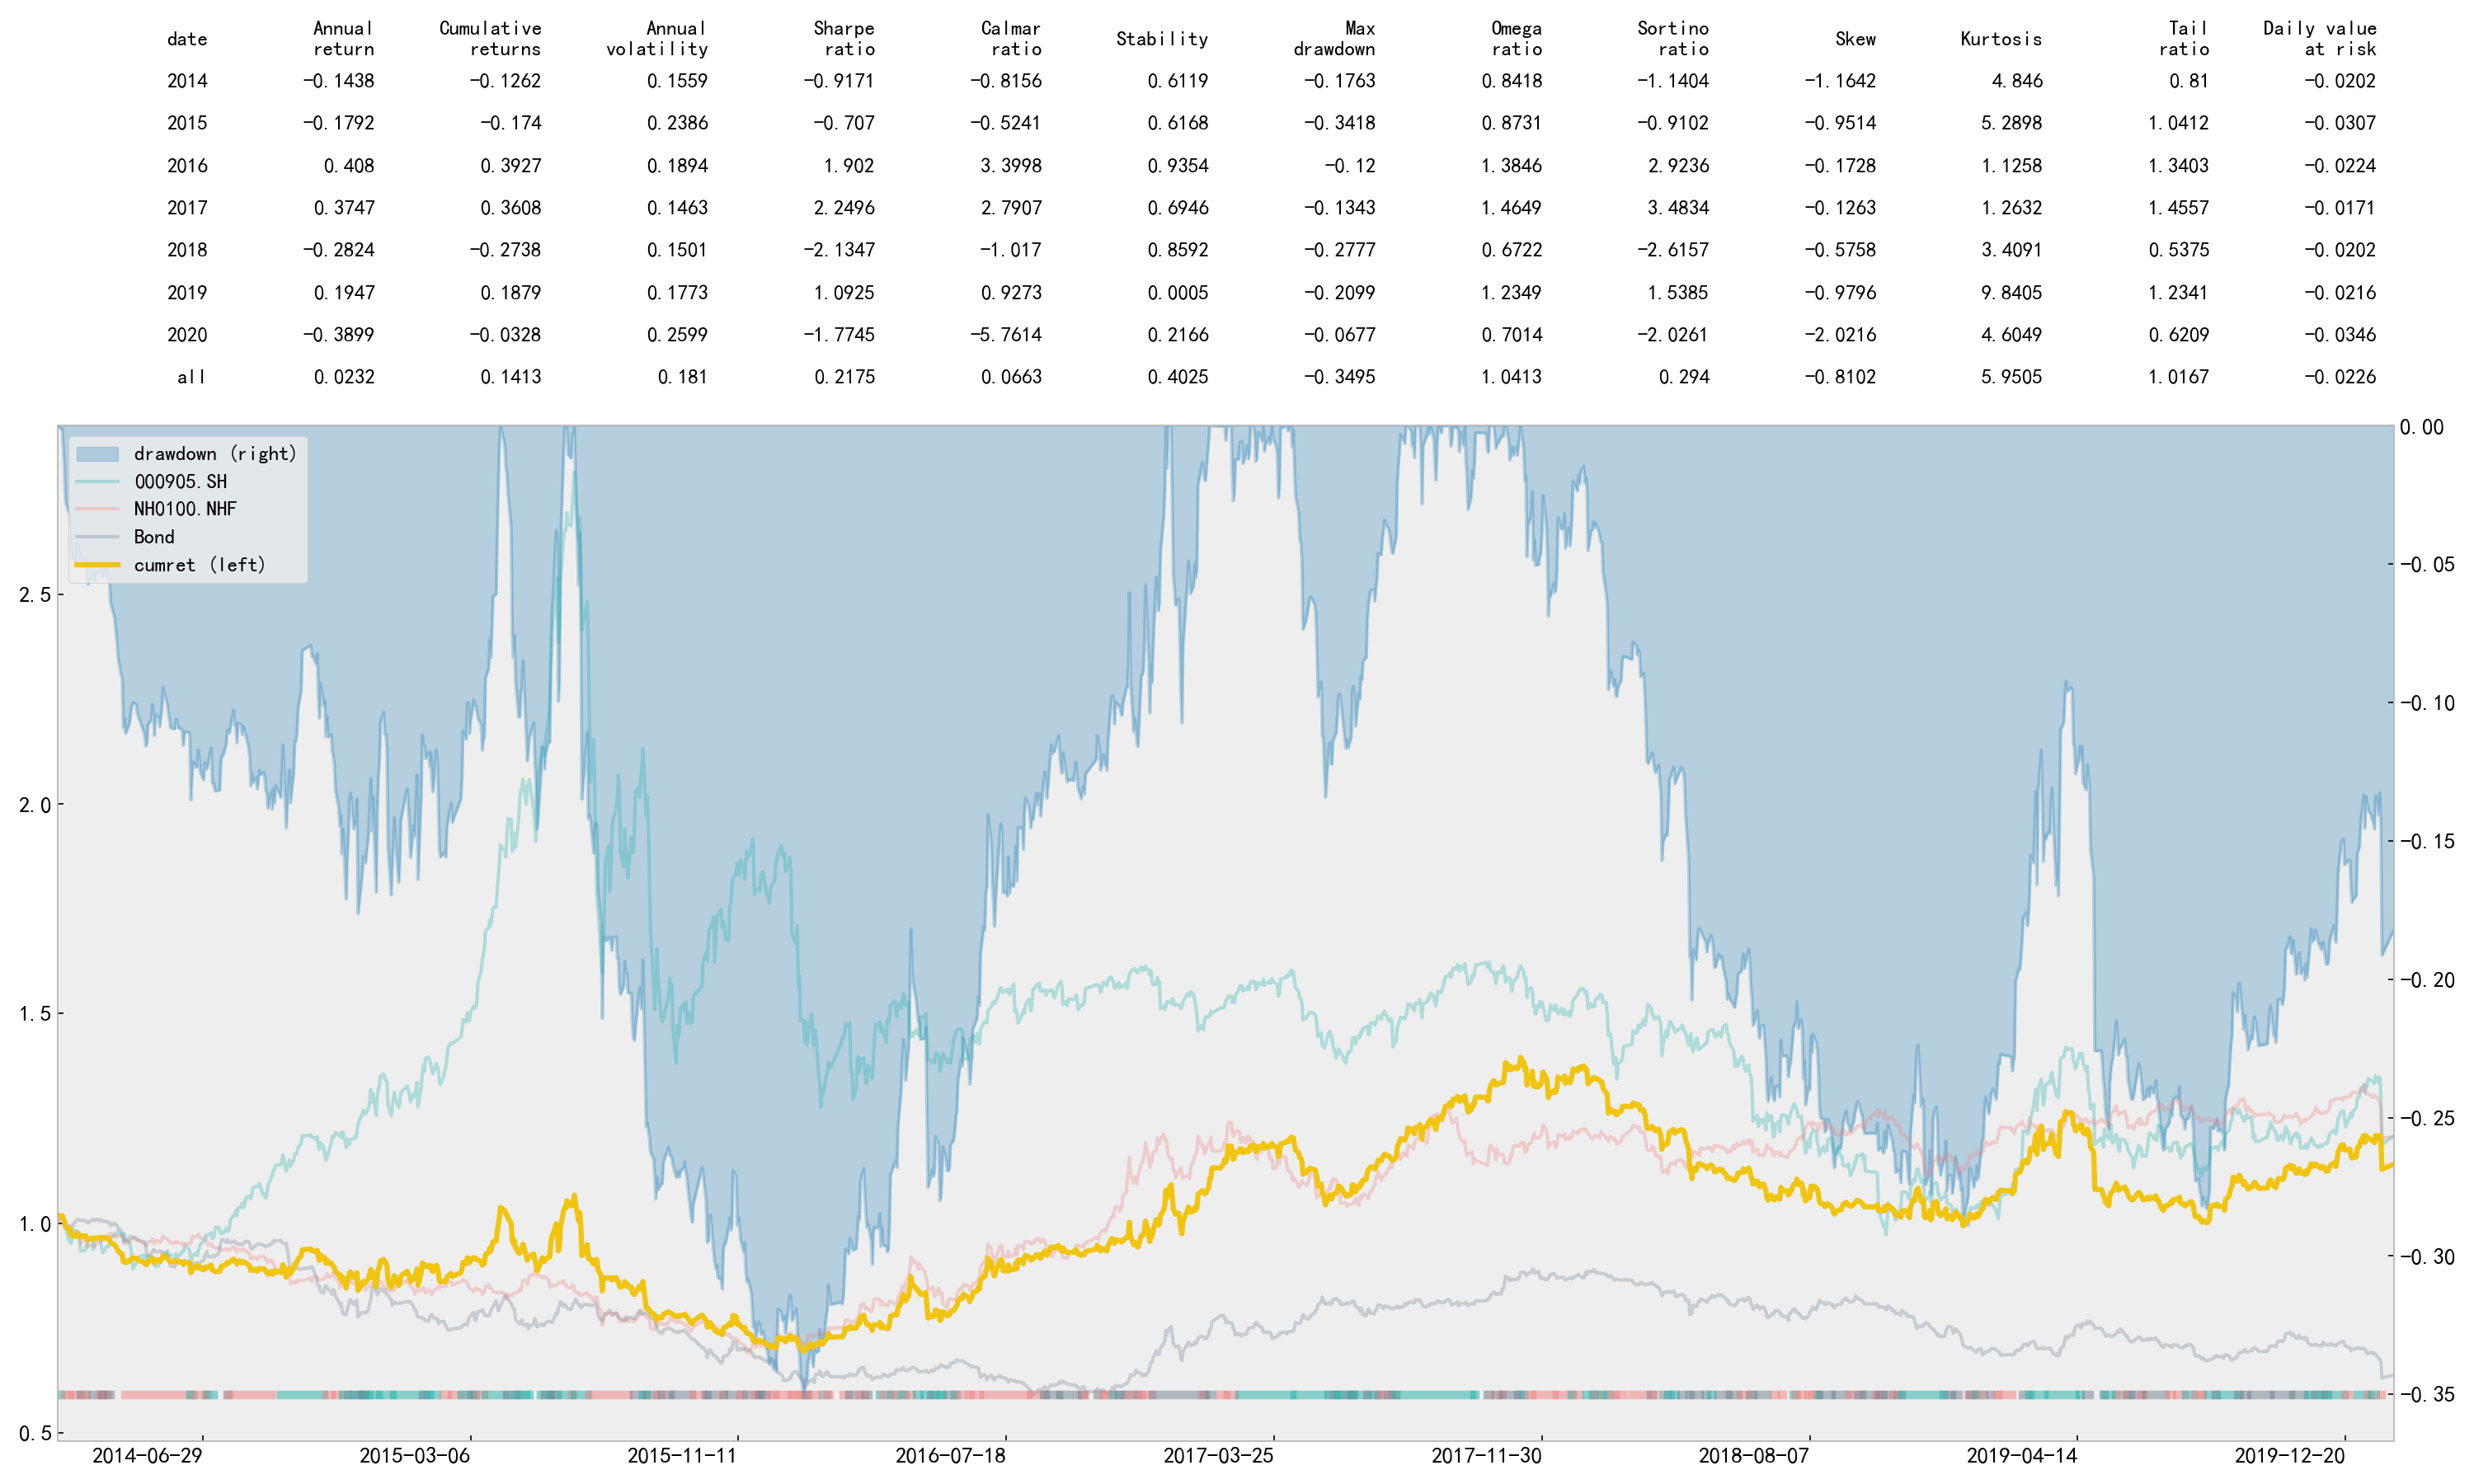 date Annual return Cumulative returns Annual volatility Sharpe ratio Calmar ratio Stability Max drawdown Omega ratio Sortino ratio Skew Kurtosis Tail ratio Daily value at risk
2014 -0.1438 -0.1262 0.1559 -0.9171 -0.8156 0.6119 -0.1763 0.8418 -1.1404 -1.1642 4.846 0.81 -0.0202
2015 -0.1792 -0.174 0.2386 -0.707 -0.5241 0.6168 -0.3418 0.8731 -0.9102 -0.9514 5.2898 1.0412 -0.0307
2016 0.408 0.3927 0.1894 1.902 3.3998 0.9354 -0.12 1.3846 2.9236 -0.1728 1.1258 1.3403 -0.0224
2017 0.3747 0.3608 0.1463 2.2496 2.7907 0.6946 -0.1343 1.4649 3.4834 -0.1263 1.2632 1.4557 -0.0171
2018 -0.2824 -0.2738 0.1501 -2.1347 -1.017 0.8592 -0.2777 0.6722 -2.6157 -0.5758 3.4091 0.5375 -0.0202
2019 0.1947 0.1879 0.1773 1.0925 0.9273 0.0005 -0.2099 1.2349 1.5385 -0.9796 9.8405 1.2341 -0.0216
2020 -0.3899 -0.0328 0.2599 -1.7745 -5.7614 0.2166 -0.0677 0.7014 -2.0261 -2.0216 4.6049 0.6209 -0.0346
all 0.0232 0.1413 0.181 0.2175 0.0663 0.4025 -0.3495 1.0413 0.294 -0.8102 5.9505 1.0167 -0.0226
drawdown (right)
000905.SH
NH0100.NHF
Bond
cumret (left)
2.5
2.0
1.5
1.0
0.5
0.00
-0.05
-0.10
-0.15
-0.20
-0.25
-0.30
-0.35
2014-06-29 2015-03-06 2015-11-11 2016-07-18 2017-03-25 2017-11-30 2018-08-07 2019-04-14 2019-12-20